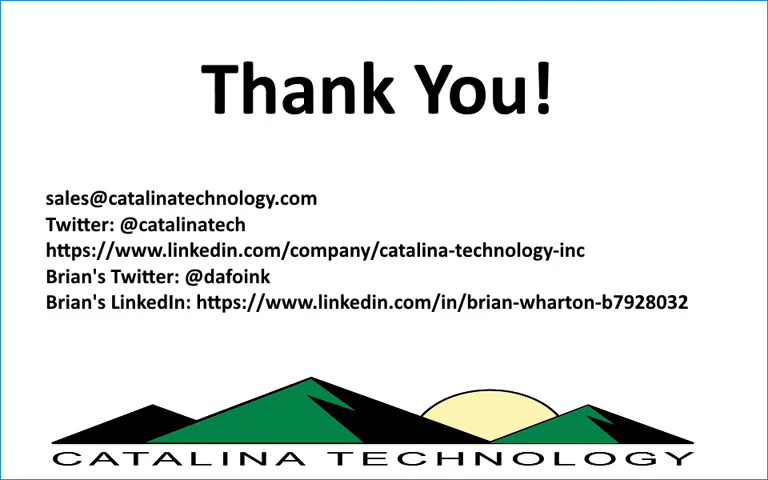 Thank You!
sales@catalinatechnology.com
Twitter: @catalinatech
https://www.linkedin.com/company/catalina-technology-inc
Brian's Twitter: @dafoink
Brian's LinkedIn: https://www.linkedin.com/in/brian-wharton-b7928032
CATALINA TECHNOLOGY